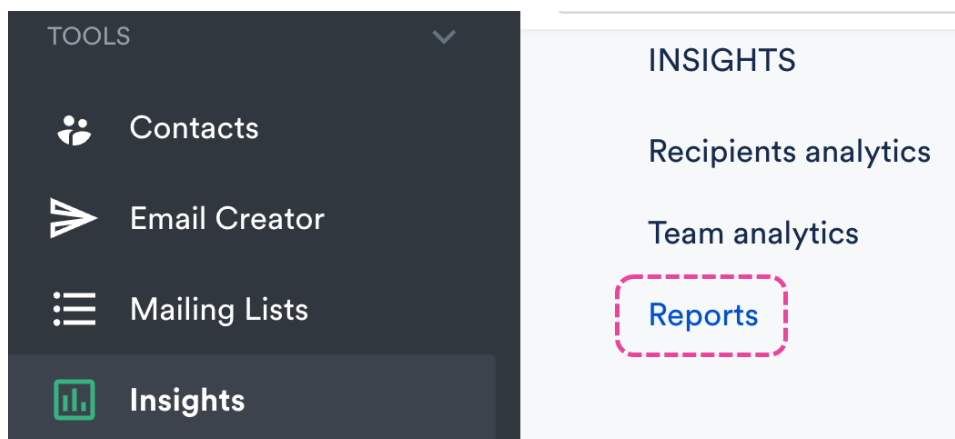 TOOLS
Contacts
Email Creator
Mailing Lists
Insights
INSIGHTS
Recipients analytics
Team analytics
Reports